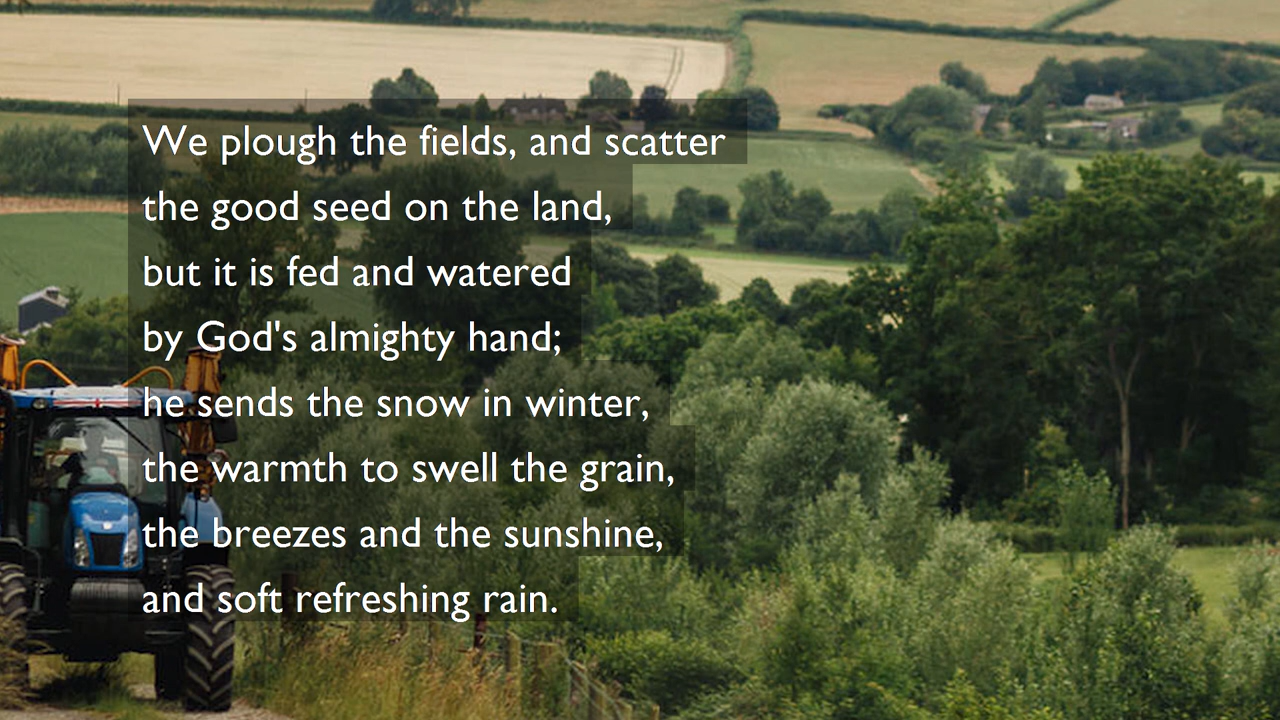 We plough the fields, and scatter
the good seed on the land,
but it is fed and watered
by God's almighty hand;
he sends the snow in winter,
the warmth to swell the grain,
the breezes and the sunshine,
and soft refreshing rain.